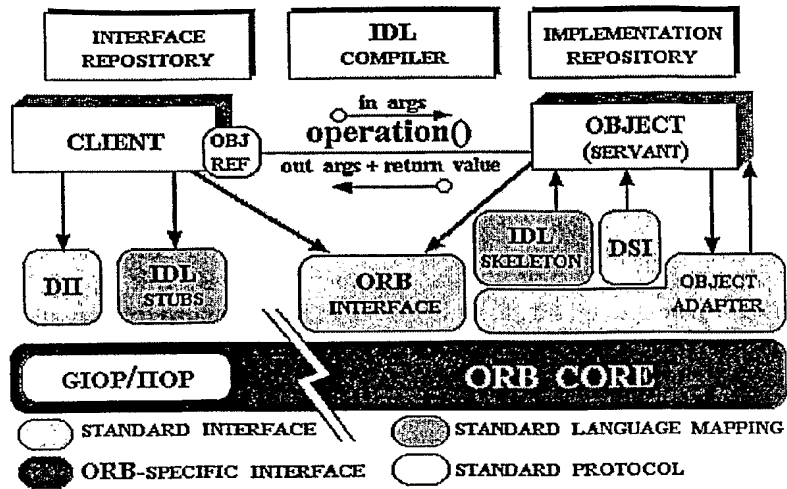 INTERFACE
REPOSITORY
IDL
COMPILER
IMPLEMENTATION
REPOSITORY
CLIENT
OBJ
REF
in args
operation()
out args + return value
OBJECT
(SERVANT)
DII
IDL
STUBS
ORB
INTERFACE
IDL
SKELETON
DSI
OBJECT
ADAPTER
GIOP/IIOP
ORB CORE
STANDARD INTERFACE
STANDARD LANGUAGE MAPPING
ORB-SPECIFIC INTERFACE
STANDARD PROTOCOL